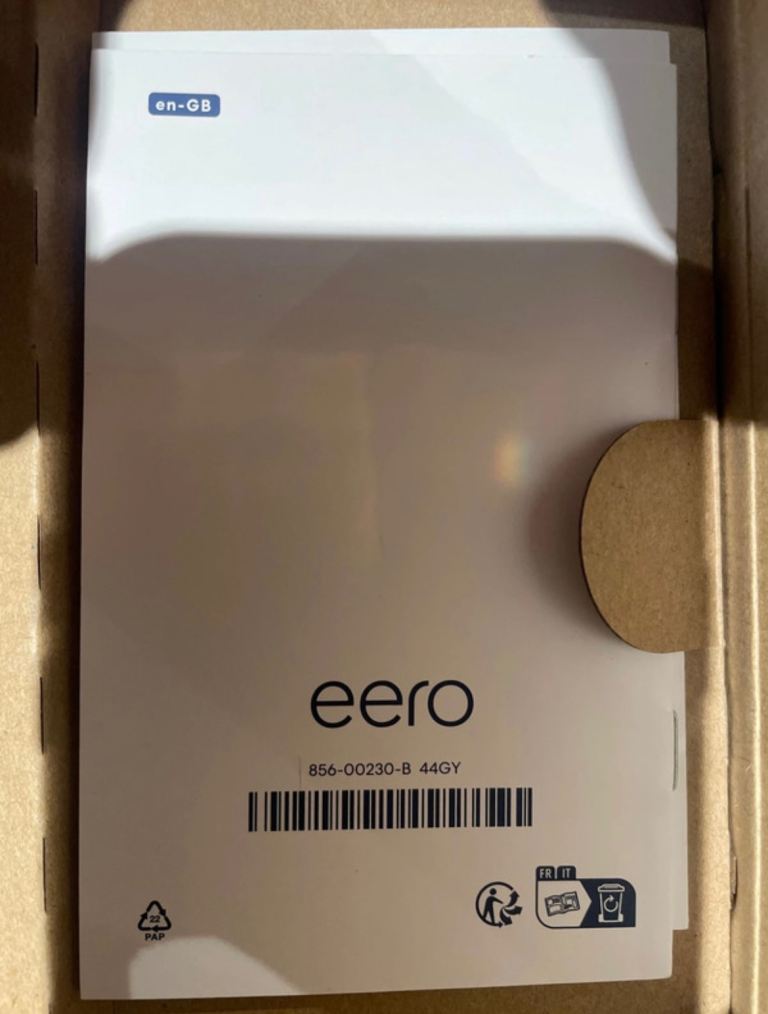 en-GB
eero
856-00230-B 44GY
FR IT
22
PAP